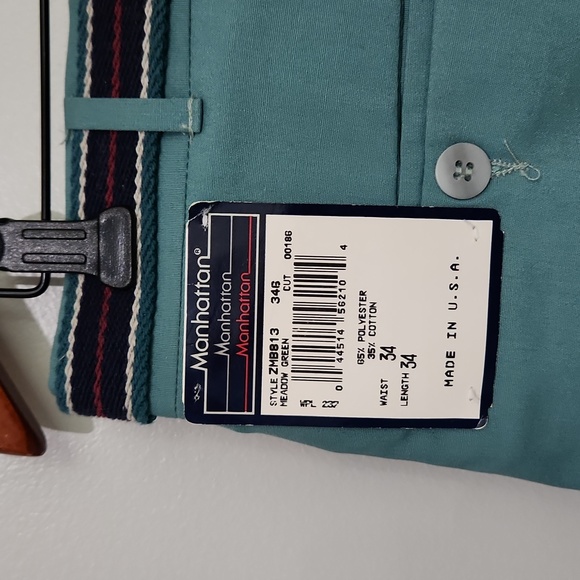 Manhattan®
Manhattan
Manhattan
STYLE ZMB813 346
MEADOW GREEN CUT 00186
0 44514 56210 4
65% POLYESTER
35% COTTON
WAIST 34
LENGTH 34
MADE IN U.S.A.